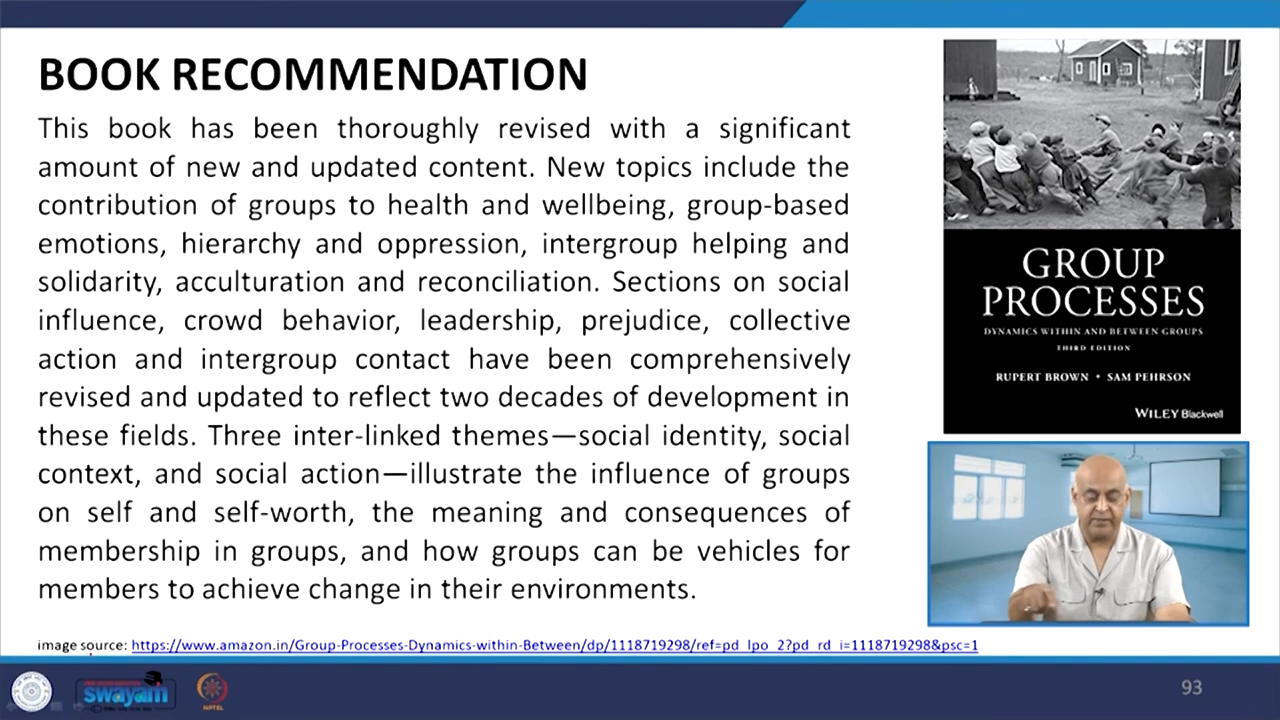 BOOK RECOMMENDATION
This book has been thoroughly revised with a significant
amount of new and updated content. New topics include the
contribution of groups to health and wellbeing, group-based
emotions, hierarchy and oppression, intergroup helping and
solidarity, acculturation and reconciliation. Sections on social
influence, crowd behavior, leadership, prejudice, collective
action and intergroup contact have been comprehensively
revised and updated to reflect two decades of development in
these fields. Three inter-linked themes—social identity, social
context, and social action—illustrate the influence of groups
on self and self-worth, the meaning and consequences of
membership in groups, and how groups can be vehicles for
members to achieve change in their environments.
GROUP
PROCESSES
DYNAMICS WITHIN AND BETWEEN GROUPS
THIRD EDITION
RUPERT BROWN • SAM PEHRSON
WILEY Blackwell
image source: https://www.amazon.in/Group-Processes-Dynamics-within-Between/dp/1118719298/ref=pd_lpo_2?pd_rd_i=1118719298&psc=1
swayam
NPTEL
93